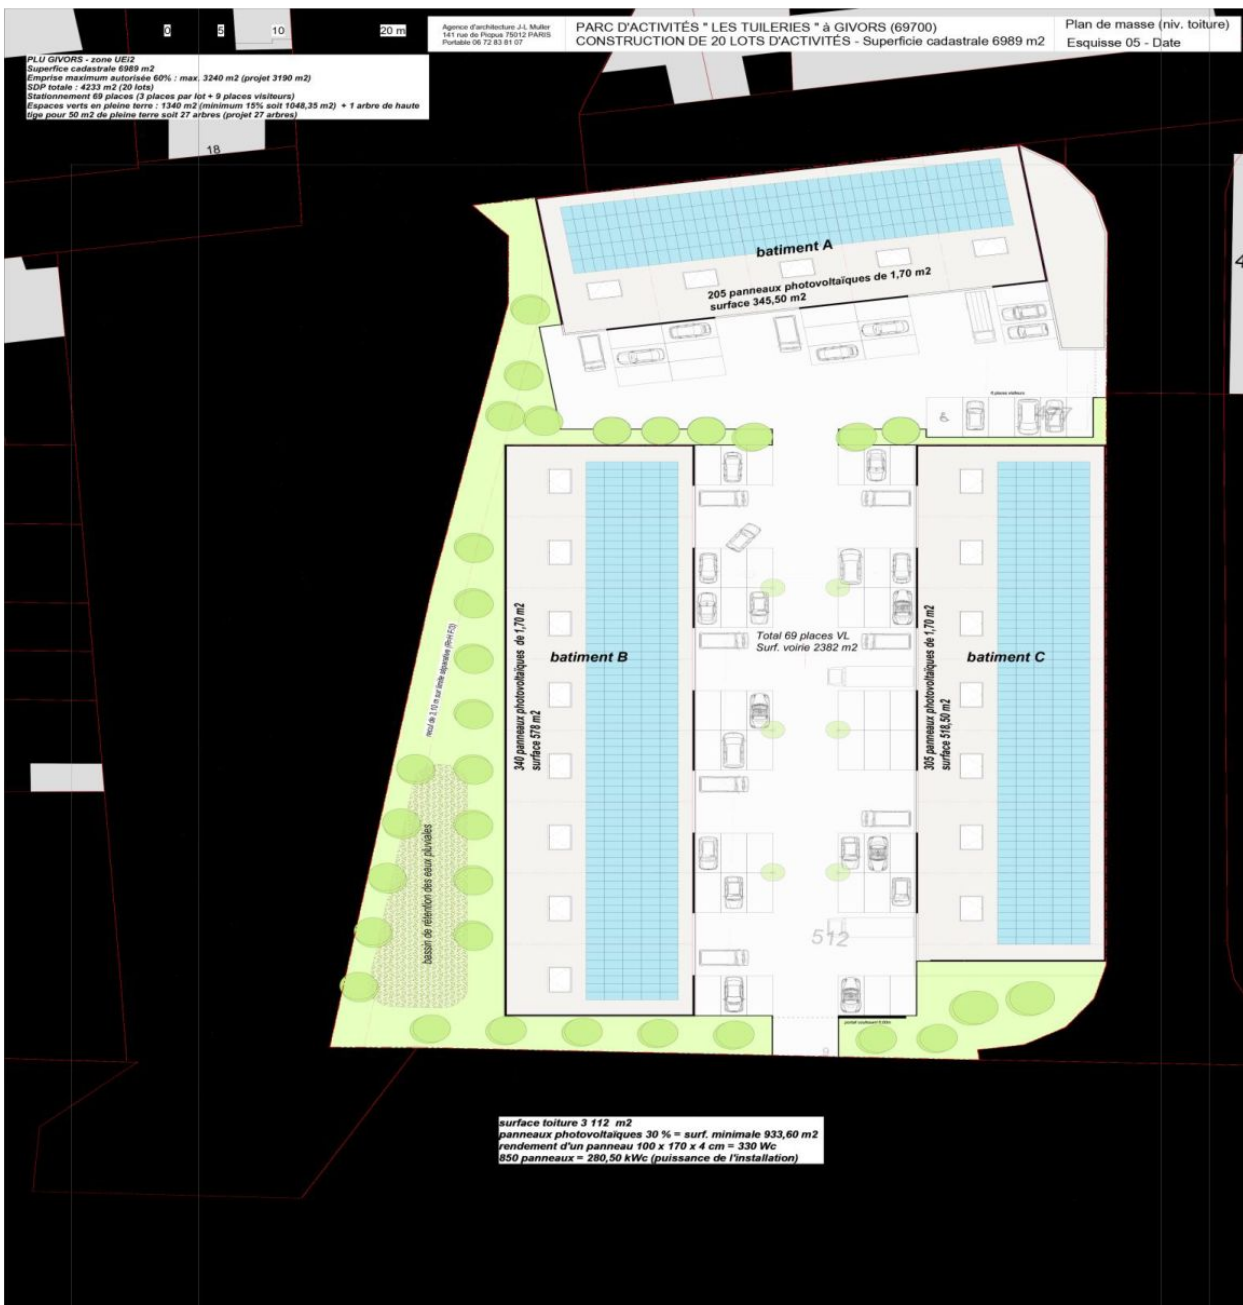 0 5 10 20 m
Agence d'architecture J-L Muller
141 rue de Picpus 75012 PARIS
Portable 06 72 83 81 07
PARC D'ACTIVITÉS " LES TUILERIES " à GIVORS (69700)
CONSTRUCTION DE 20 LOTS D'ACTIVITÉS - Superficie cadastrale 6989 m2
Plan de masse (niv. toiture)
Esquisse 05 - Date
PLU GIVORS - zone UEi2
Superfice cadastrale 6989 m2
Emprise maximum autorisée 60% : max. 3240 m2 (projet 3190 m2)
SDP totale : 4233 m2 (20 lots)
Stationnement 69 places (3 places par lot + 9 places visiteurs)
Espaces verts en pleine terre : 1340 m2 (minimum 15% soit 1048,35 m2) + 1 arbre de haute
tige pour 50 m2 de pleine terre soit 27 arbres (projet 27 arbres)
18
4
batiment A
205 panneaux photovoltaïques de 1,70 m2
surface 345,50 m2
Total 69 places VL
Surf. voirie 2382 m2
batiment B
340 panneaux photovoltaïques de 1,70 m2
surface 578 m2
batiment C
305 panneaux photovoltaïques de 1,70 m2
surface 518,50 m2
bassin de rétention des eaux pluviales
512
9
surface toiture 3 112 m2
panneaux photovoltaïques 30 % = surf. minimale 933,60 m2
rendement d'un panneau 100 x 170 x 4 cm = 330 Wc
850 panneaux = 280,50 kWc (puissance de l'installation)